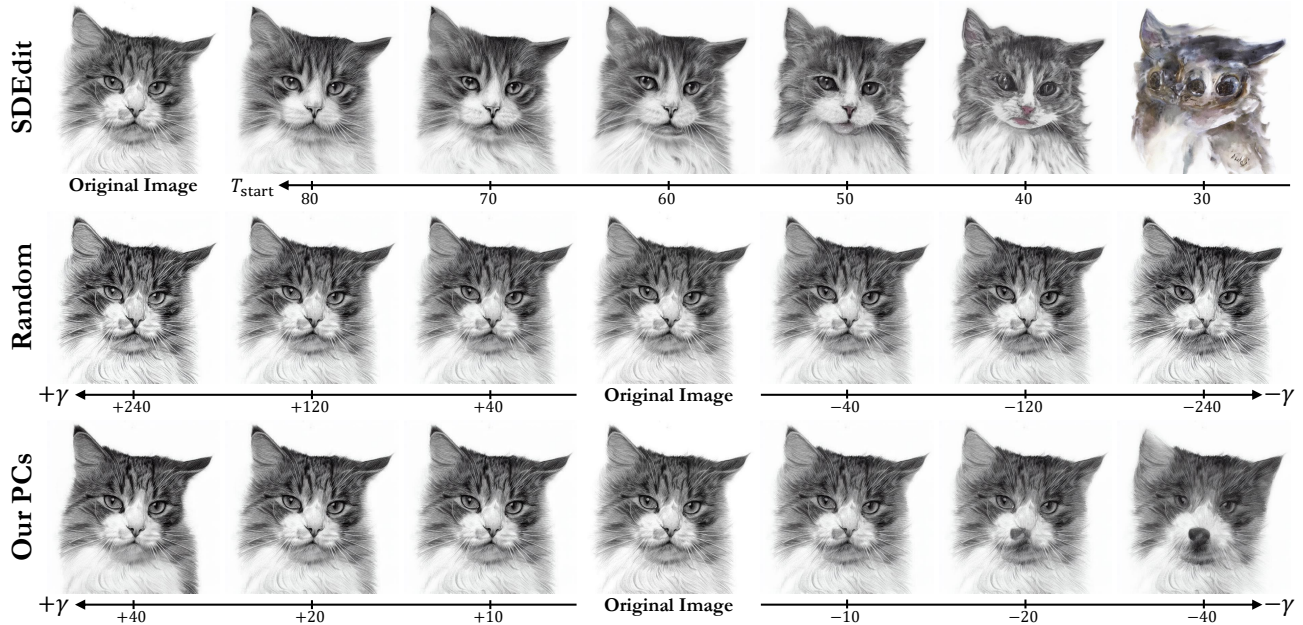 SDEdit
Original Image
T_start
80
70
60
50
40
30
Random
+γ
+240
+120
+40
Original Image
−40
−120
−240
−γ
Our PCs
+γ
+40
+20
+10
Original Image
−10
−20
−40
−γ